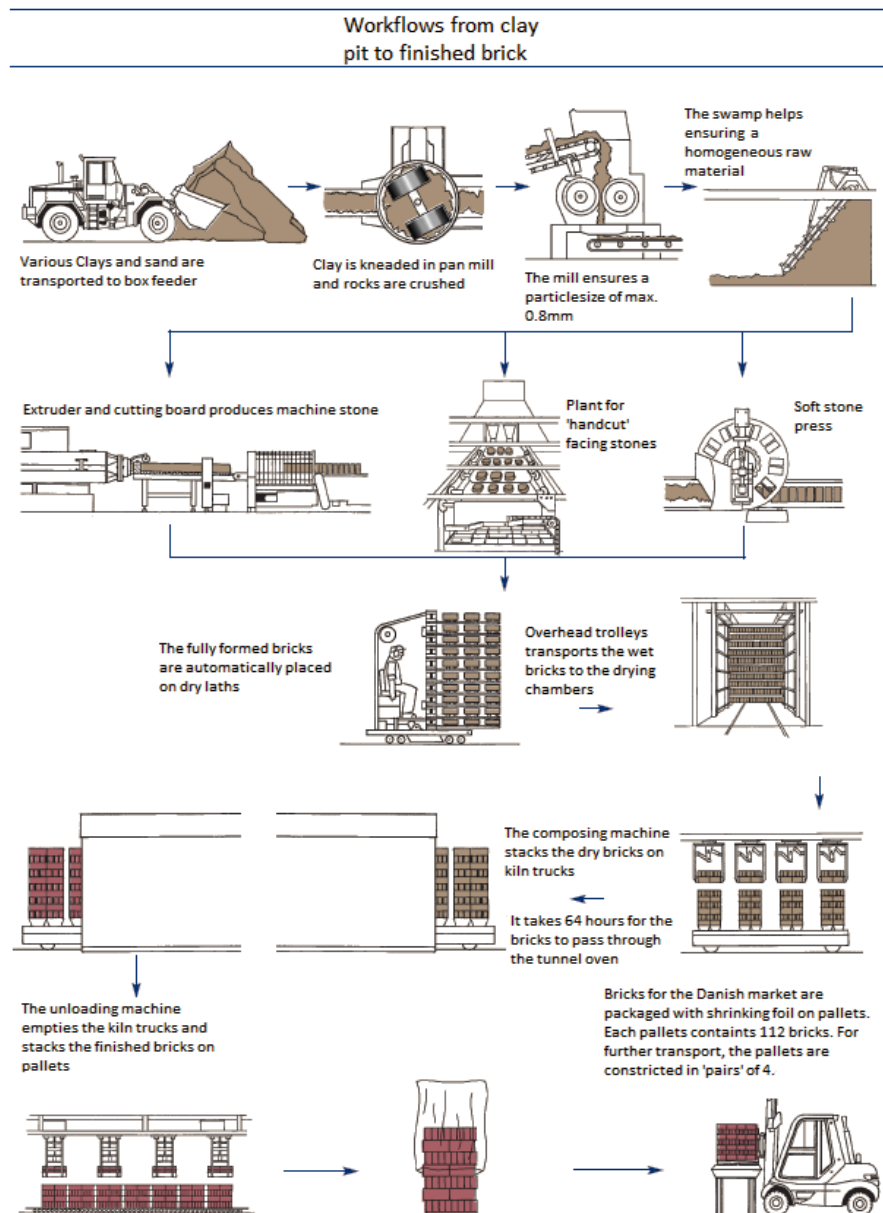 Workflows from clay
pit to finished brick
Various Clays and sand are
transported to box feeder
Clay is kneaded in pan mill
and rocks are crushed
The mill ensures a
particlesize of max.
0.8mm
The swamp helps
ensuring a
homogeneous raw
material
Extruder and cutting board produces machine stone
Plant for
'handcut'
facing stones
Soft stone
press
The fully formed bricks
are automatically placed
on dry laths
Overhead trolleys
transports the wet
bricks to the drying
chambers
The composing machine
stacks the dry bricks on
kiln trucks
It takes 64 hours for the
bricks to pass through
the tunnel oven
The unloading machine
empties the kiln trucks and
stacks the finished bricks on
pallets
Bricks for the Danish market are
packaged with shrinking foil on pallets.
Each pallets containts 112 bricks. For
further transport, the pallets are
constricted in 'pairs' of 4.